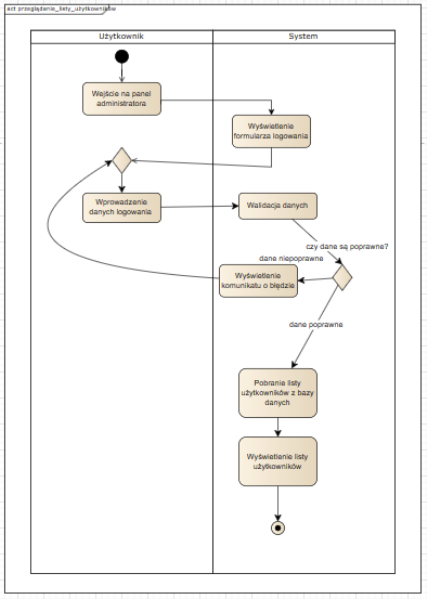 act przeglądenie_listy_użytkowników
Użytkownik
System
Wejście na panel
administratora
Wyświetlenie
formularza logowania
Wprowadzenie
danych logowania
Walidacja danych
czy dane są poprawne?
dane niepoprawne
Wyświetlenie
komunikatu o błędzie
dane poprawne
Pobranie listy
użytkowników z bazy
danych
Wyświetlenie listy
użytkowników